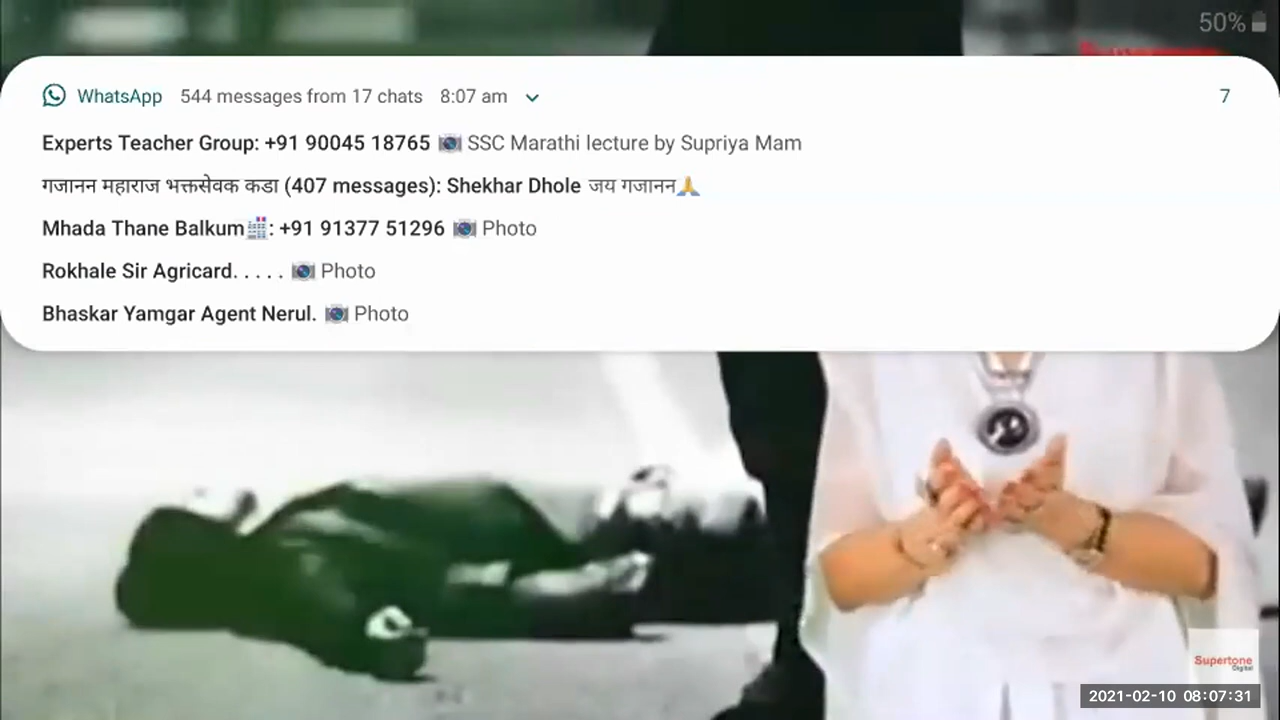 50%
WhatsApp 544 messages from 17 chats 8:07 am 7
Experts Teacher Group: +91 90045 18765 📷 SSC Marathi lecture by Supriya Mam
गजानन महाराज भक्तसेवक कडा (407 messages): Shekhar Dhole जय गजानन🙏
Mhada Thane Balkum🏨: +91 91377 51296 📷 Photo
Rokhale Sir Agricard. . . . . 📷 Photo
Bhaskar Yamgar Agent Nerul. 📷 Photo
Supertone
Digital
2021-02-10 08:07:31